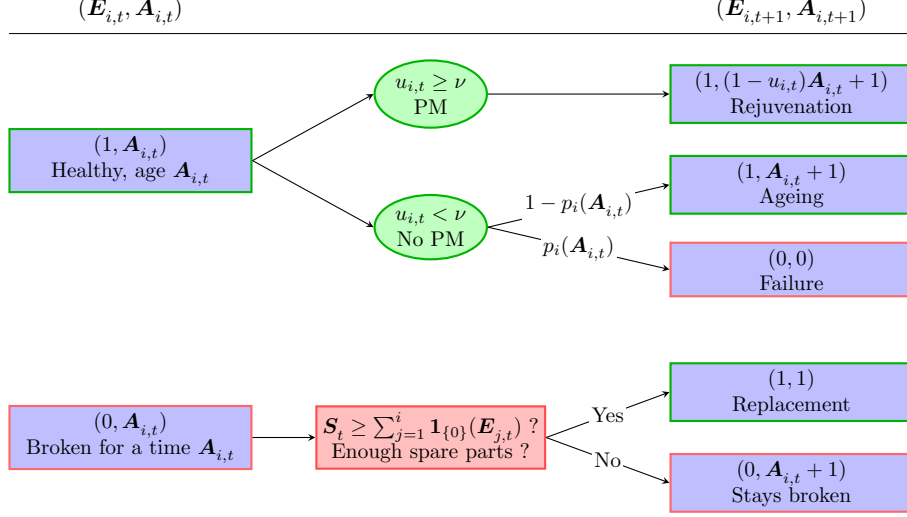 (𝑬_{i,t}, 𝑨_{i,t})
(𝑬_{i,t+1}, 𝑨_{i,t+1})
u_{i,t} ≥ ν
PM
(1, (1 − u_{i,t})𝑨_{i,t} + 1)
Rejuvenation
(1, 𝑨_{i,t})
Healthy, age 𝑨_{i,t}
u_{i,t} < ν
No PM
1 − p_i(𝑨_{i,t})
(1, 𝑨_{i,t} + 1)
Ageing
p_i(𝑨_{i,t})
(0, 0)
Failure
(0, 𝑨_{i,t})
Broken for a time 𝑨_{i,t}
𝑺_t ≥ ∑_{j=1}^{i} 𝟏_{{0}}(𝑬_{j,t}) ?
Enough spare parts ?
Yes
(1, 1)
Replacement
No
(0, 𝑨_{i,t} + 1)
Stays broken